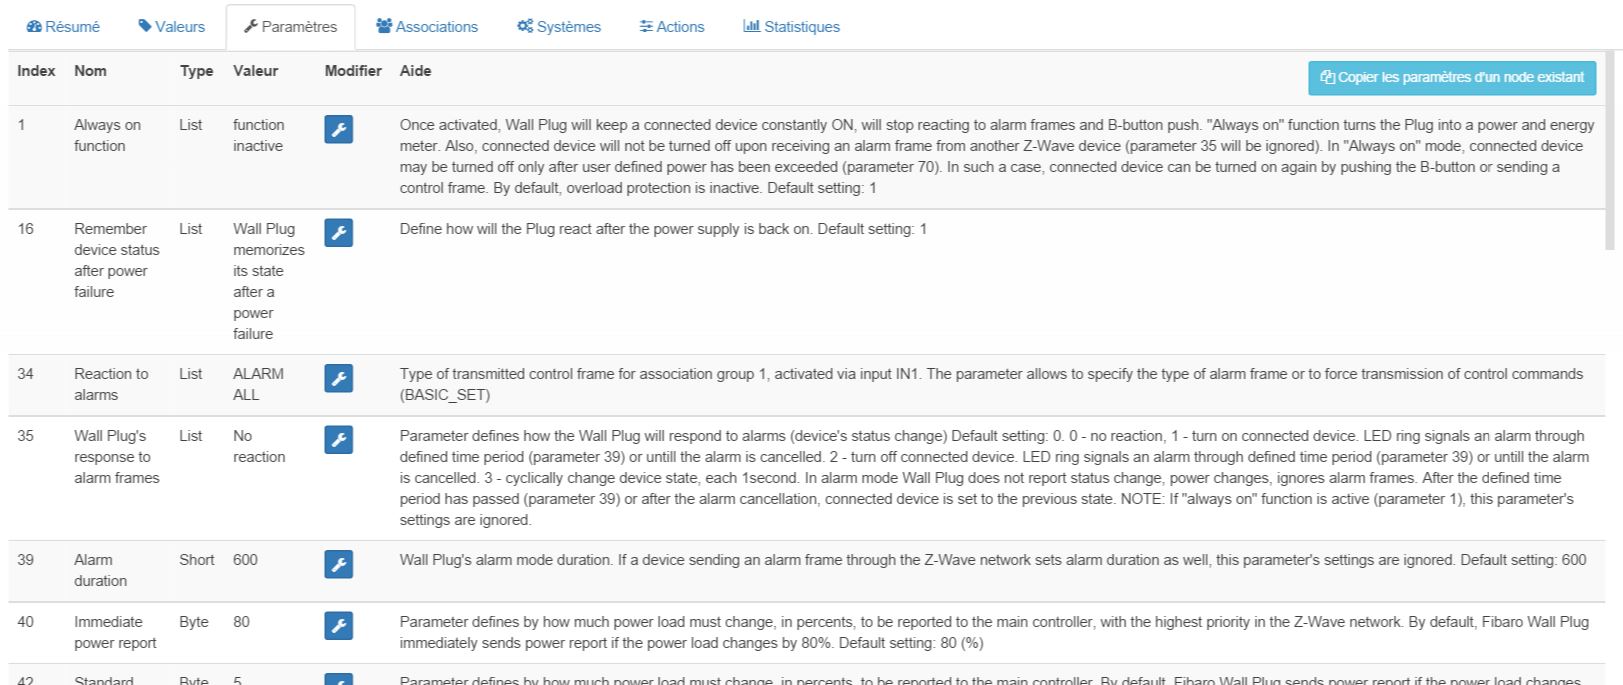 Résumé Valeurs Paramètres Associations Systèmes Actions Statistiques
Index Nom Type Valeur Modifier Aide Copier les paramètres d'un node existant
1 Always on function List function inactive
Once activated, Wall Plug will keep a connected device constantly ON, will stop reacting to alarm frames and B-button push. "Always on" function turns the Plug into a power and energy
meter. Also, connected device will not be turned off upon receiving an alarm frame from another Z-Wave device (parameter 35 will be ignored). In "Always on" mode, connected device
may be turned off only after user defined power has been exceeded (parameter 70). In such a case, connected device can be turned on again by pushing the B-button or sending a
control frame. By default, overload protection is inactive. Default setting: 1
16 Remember device status after power failure List Wall Plug memorizes its state after a power failure
Define how will the Plug react after the power supply is back on. Default setting: 1
34 Reaction to alarms List ALARM ALL
Type of transmitted control frame for association group 1, activated via input IN1. The parameter allows to specify the type of alarm frame or to force transmission of control commands
(BASIC_SET)
35 Wall Plug's response to alarm frames List No reaction
Parameter defines how the Wall Plug will respond to alarms (device's status change) Default setting: 0. 0 - no reaction, 1 - turn on connected device. LED ring signals an alarm through
defined time period (parameter 39) or untill the alarm is cancelled. 2 - turn off connected device. LED ring signals an alarm through defined time period (parameter 39) or untill the alarm
is cancelled. 3 - cyclically change device state, each 1second. In alarm mode Wall Plug does not report status change, power changes, ignores alarm frames. After the defined time
period has passed (parameter 39) or after the alarm cancellation, connected device is set to the previous state. NOTE: If "always on" function is active (parameter 1), this parameter's
settings are ignored.
39 Alarm duration Short 600
Wall Plug's alarm mode duration. If a device sending an alarm frame through the Z-Wave network sets alarm duration as well, this parameter's settings are ignored. Default setting: 600
40 Immediate power report Byte 80
Parameter defines by how much power load must change, in percents, to be reported to the main controller, with the highest priority in the Z-Wave network. By default, Fibaro Wall Plug
immediately sends power report if the power load changes by 80%. Default setting: 80 (%)
42 Standard Byte 5
Parameter defines by how much power load must change, in percents, to be reported to the main controller. By default, Fibaro Wall Plug sends power report if the power load changes